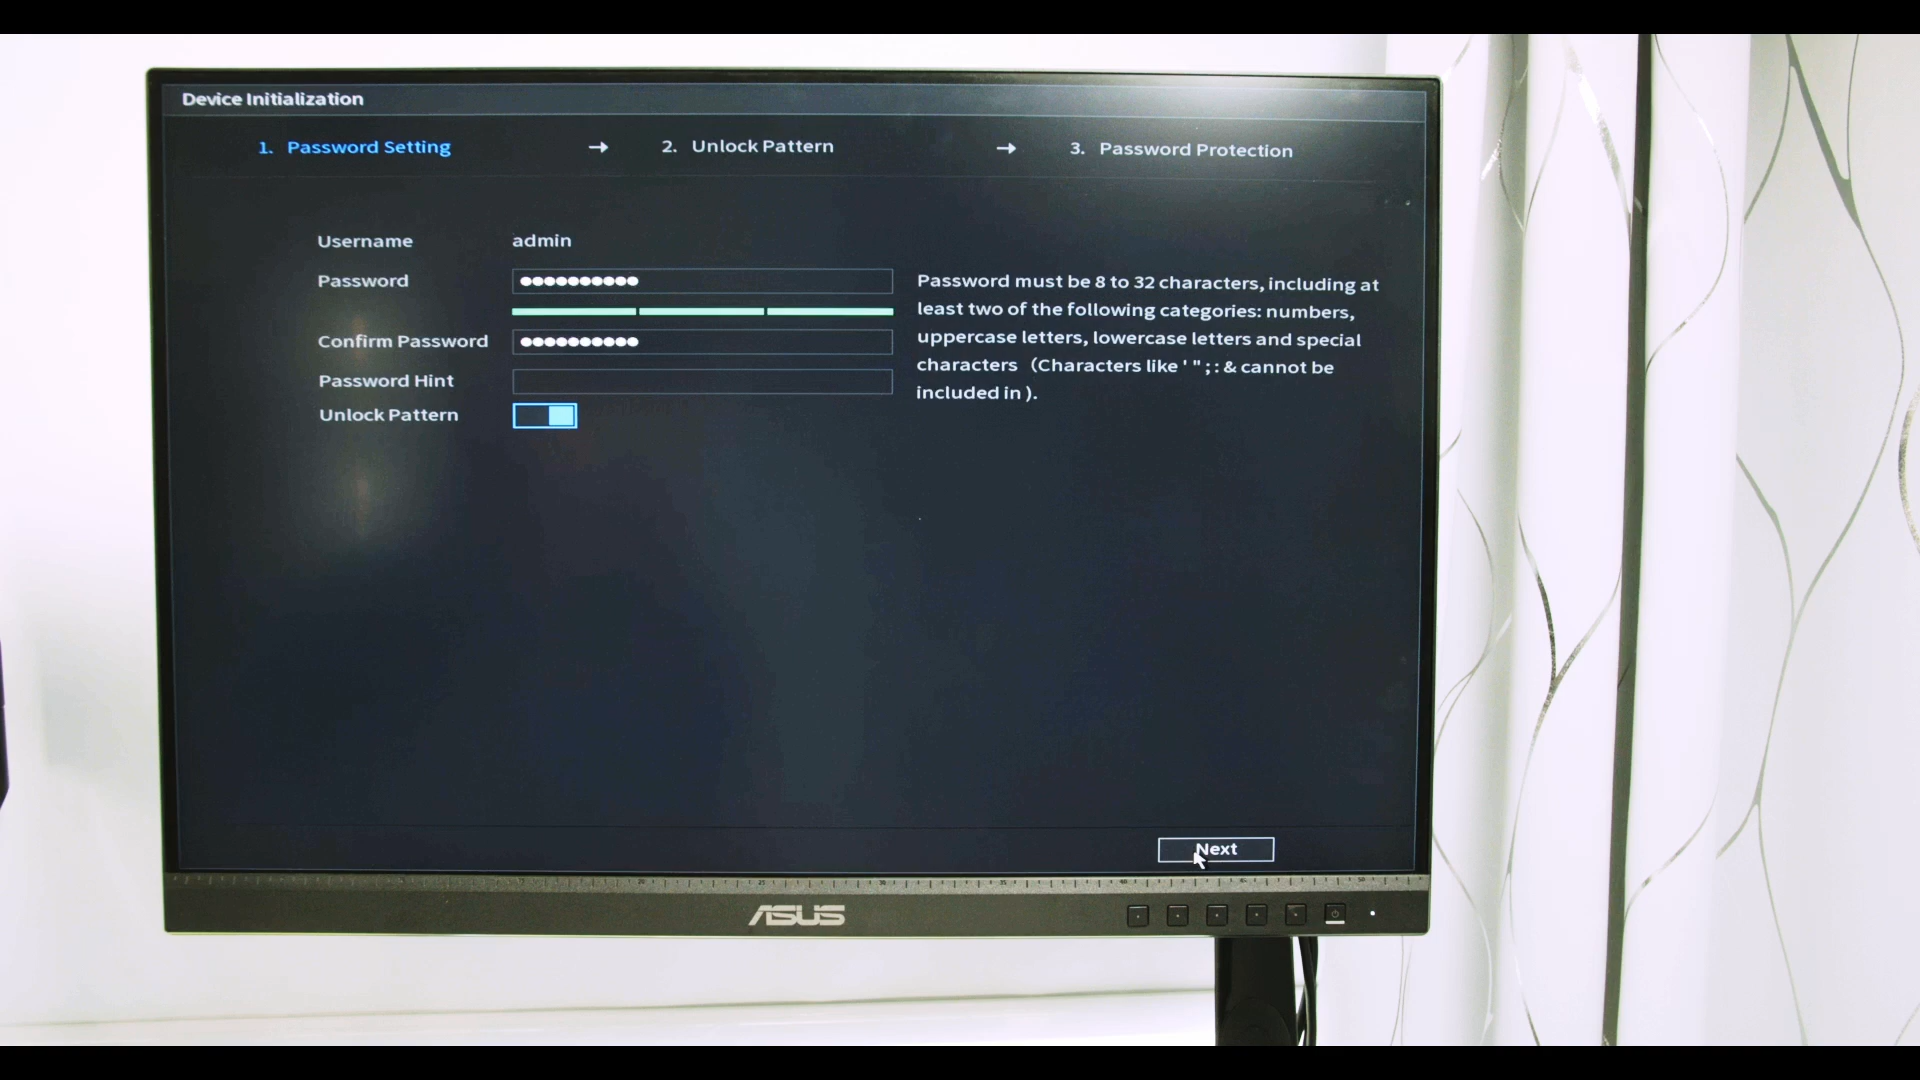 Device Initialization
1. Password Setting → 2. Unlock Pattern → 3. Password Protection
Username admin
Password ●●●●●●●●●●
Password must be 8 to 32 characters, including at
least two of the following categories: numbers,
uppercase letters, lowercase letters and special
characters (Characters like ' " ; : & cannot be
included in ).
Confirm Password ●●●●●●●●●●
Password Hint
Unlock Pattern
Next
ASUS